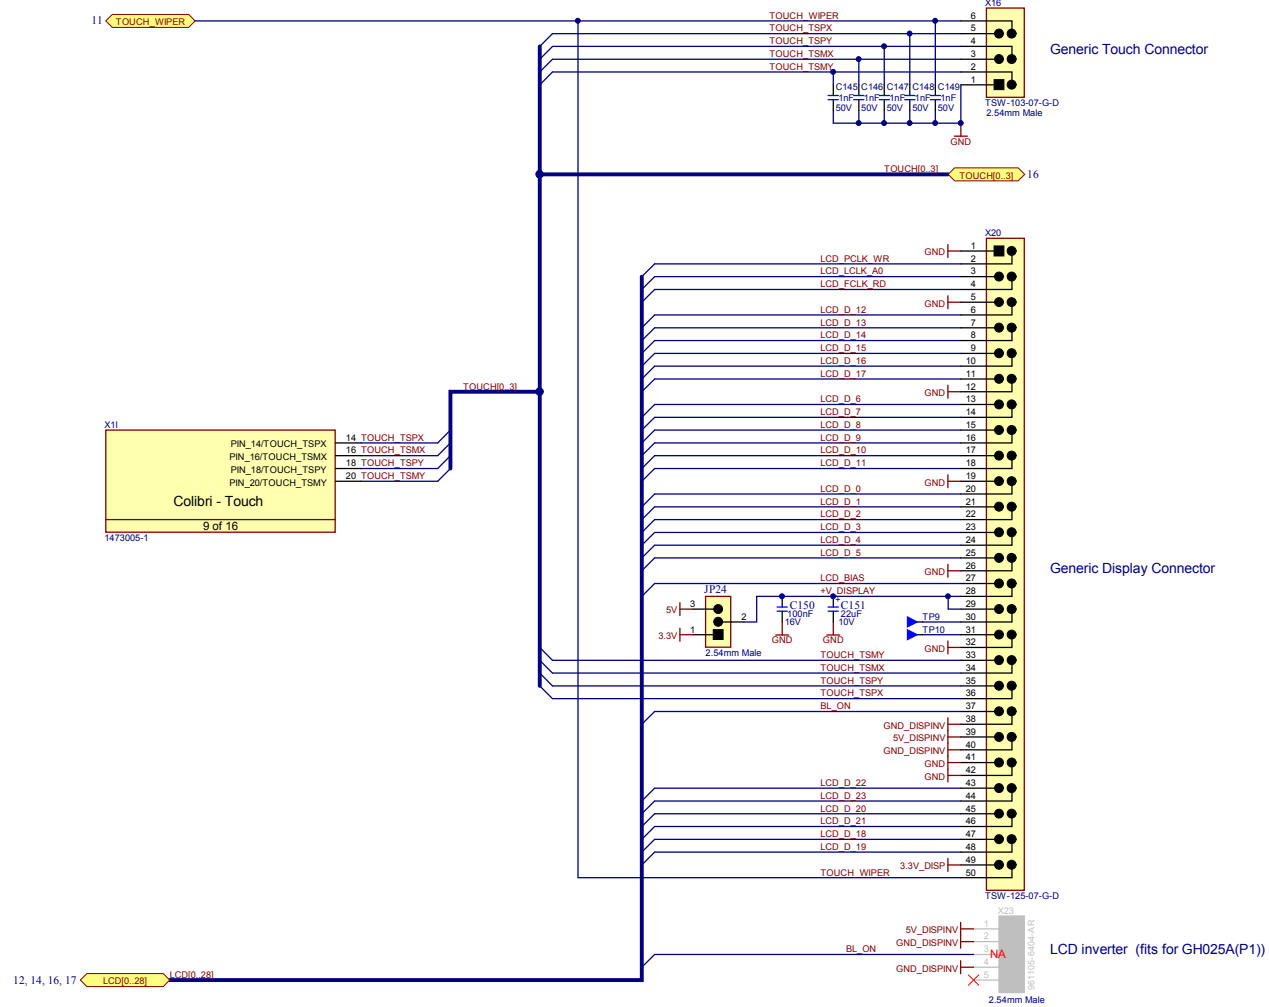 X16
11 TOUCH_WIPER
TOUCH_WIPER 6
TOUCH_TSPX 5
TOUCH_TSPY 4
TOUCH_TSMX 3
TOUCH_TSMY 2
1
Generic Touch Connector
C145 C146 C147 C148 C149
1nF 1nF 1nF 1nF 1nF
50V 50V 50V 50V 50V
TSW-103-07-G-D
2.54mm Male
GND
TOUCH[0..3] TOUCH[0..3] 16
X20
GND 1
LCD_PCLK_WR 2
LCD_LCLK_A0 3
LCD_FCLK_RD 4
GND 5
LCD_D_12 6
LCD_D_13 7
LCD_D_14 8
LCD_D_15 9
LCD_D_16 10
LCD_D_17 11
GND 12
LCD_D_6 13
LCD_D_7 14
LCD_D_8 15
LCD_D_9 16
LCD_D_10 17
LCD_D_11 18
GND 19
LCD_D_0 20
LCD_D_1 21
LCD_D_2 22
LCD_D_3 23
LCD_D_4 24
LCD_D_5 25
GND 26
LCD_BIAS 27
+V_DISPLAY 28
29
TP9 30
TP10 31
GND 32
TOUCH_TSMY 33
TOUCH_TSMX 34
TOUCH_TSPY 35
TOUCH_TSPX 36
BL_ON 37
GND_DISPINV 38
5V_DISPINV 39
GND_DISPINV 40
GND 41
GND 42
LCD_D_22 43
LCD_D_23 44
LCD_D_20 45
LCD_D_21 46
LCD_D_18 47
LCD_D_19 48
3.3V_DISP 49
TOUCH_WIPER 50
TSW-125-07-G-D
Generic Display Connector
TOUCH[0..3]
X1I
PIN_14/TOUCH_TSPX 14 TOUCH_TSPX
PIN_16/TOUCH_TSMX 16 TOUCH_TSMX
PIN_18/TOUCH_TSPY 18 TOUCH_TSPY
PIN_20/TOUCH_TSMY 20 TOUCH_TSMY
Colibri - Touch
9 of 16
1473005-1
JP24
5V 3
2
3.3V 1
2.54mm Male
C150
100nF
16V
GND
+
C151
22uF
10V
GND
X23
5V_DISPINV 1
GND_DISPINV 2
BL_ON 3
GND_DISPINV 4
5
NA
961105-6404-AR
2.54mm Male
LCD inverter (fits for GH025A(P1))
12, 14, 16, 17 LCD[0..28] LCD[0..28]